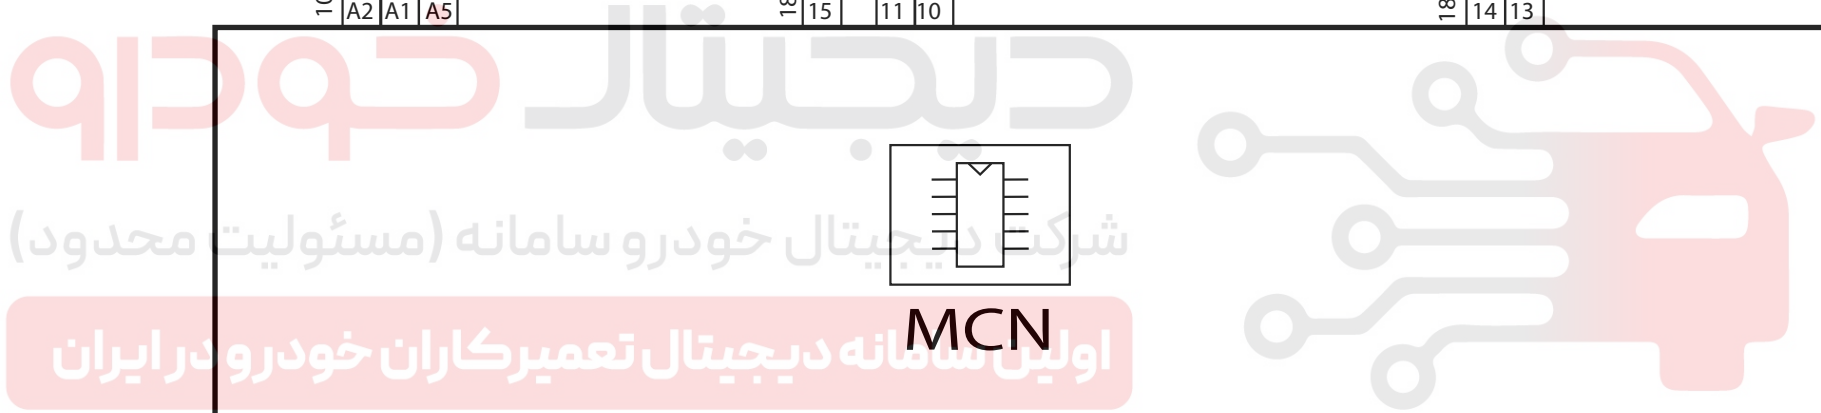 A2 A1 A5 15 11 10 14 13
دیجیتال خودرو
شرکت دیجیتال خودرو سامانه (مسئولیت محدود)
MCN
اولین سامانه دیجیتال تعمیرکاران خودرو در ایران